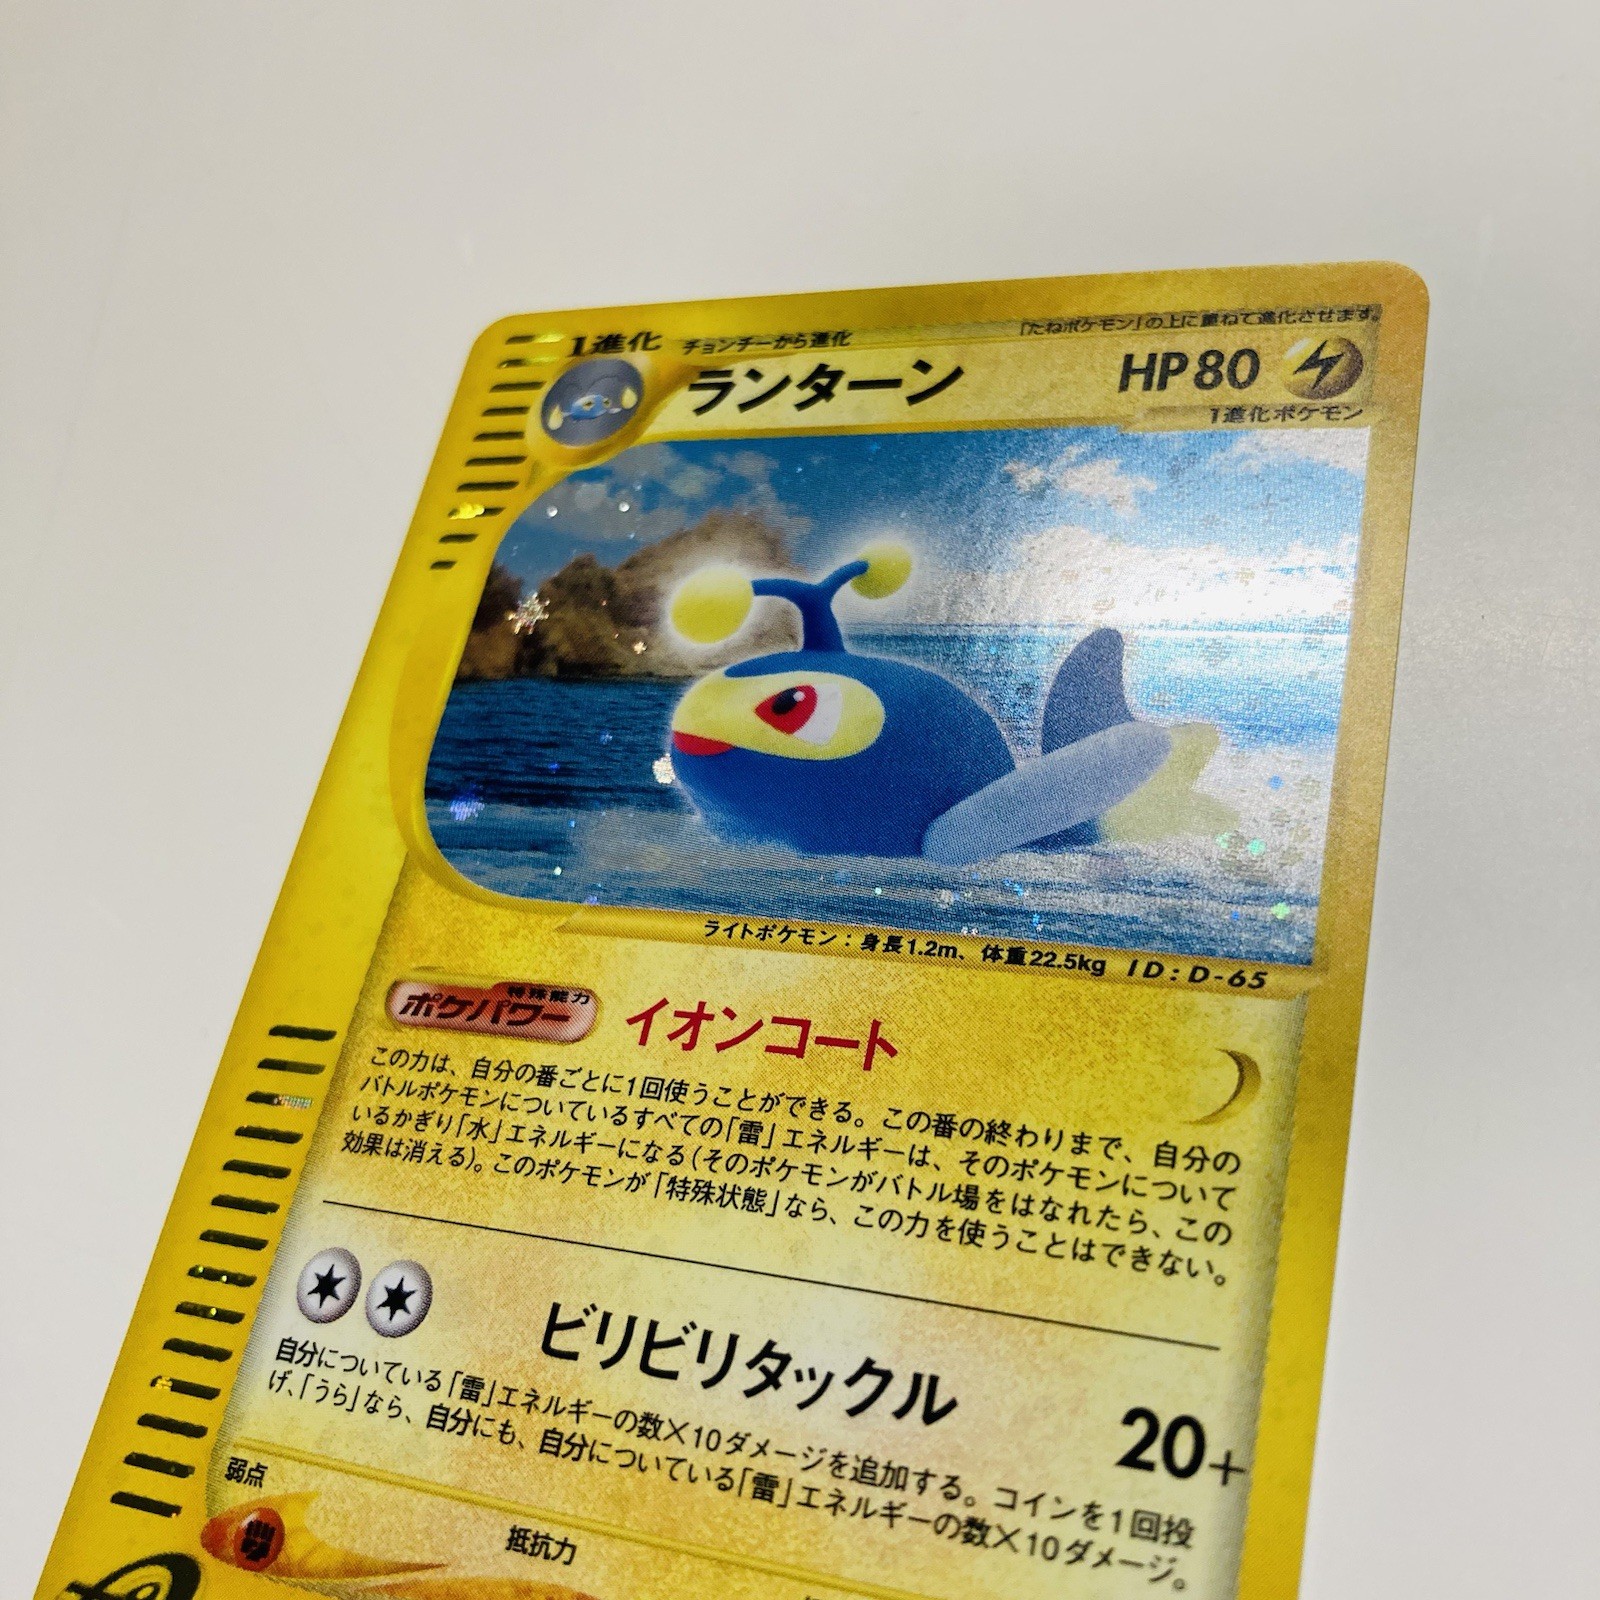 1進化 チョンチーから進化 「たねポケモン」の上に重ねて進化させます。
ランターン HP80
1進化ポケモン
ライトポケモン：身長1.2m、体重22.5kg ID：D-65
特殊能力
ポケパワー イオンコート
この力は、自分の番ごとに1回使うことができる。この番の終わりまで、自分の
バトルポケモンについているすべての「雷」エネルギーは、そのポケモンについて
いるかぎり「水」エネルギーになる（そのポケモンがバトル場をはなれたら、この
効果は消える）。このポケモンが「特殊状態」なら、この力を使うことはできない。
ビリビリタックル 20+
自分についている「雷」エネルギーの数×10ダメージを追加する。コインを1回投
げ、「うら」なら、自分にも、自分についている「雷」エネルギーの数×10ダメージ。
弱点
抵抗力